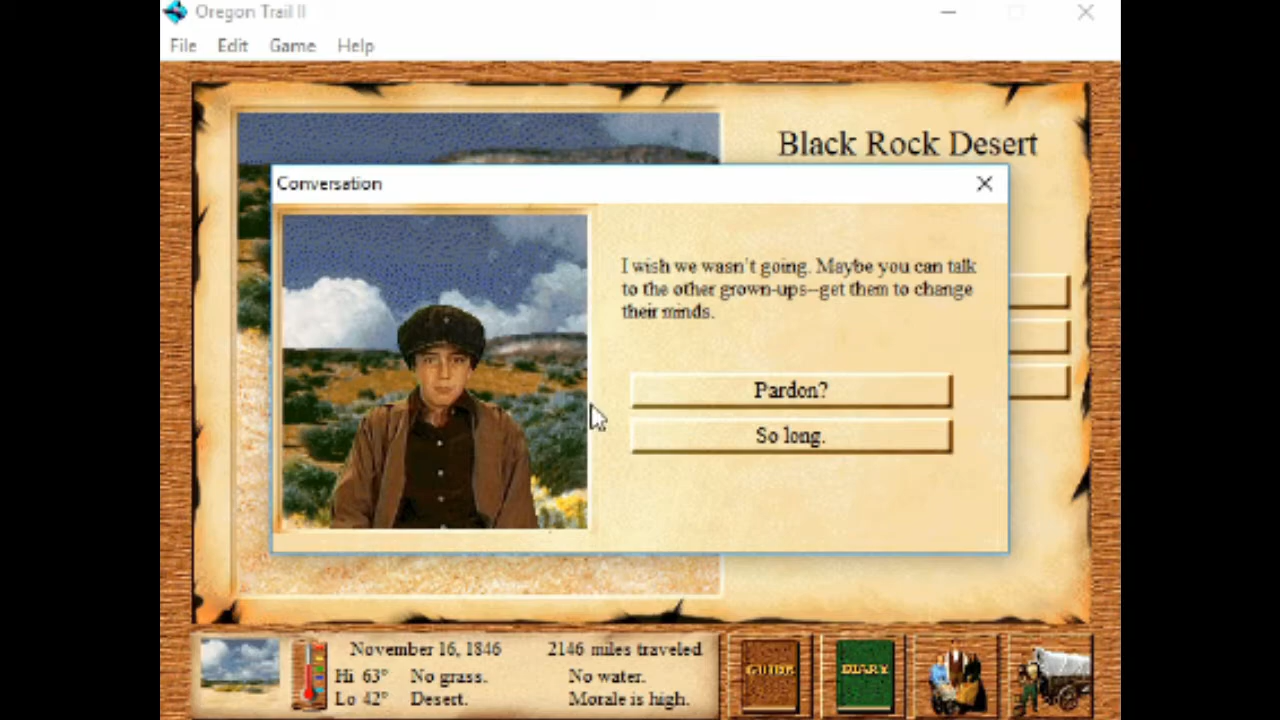 Oregon Trail II
File Edit Game Help
Black Rock Desert
Conversation
I wish we wasn't going. Maybe you can talk
to the other grown-ups--get them to change
their minds.
Pardon?
So long.
November 16, 1846 2146 miles traveled
Hi 63° No grass. No water.
Lo 42° Desert. Morale is high.
GUIDE DIARY